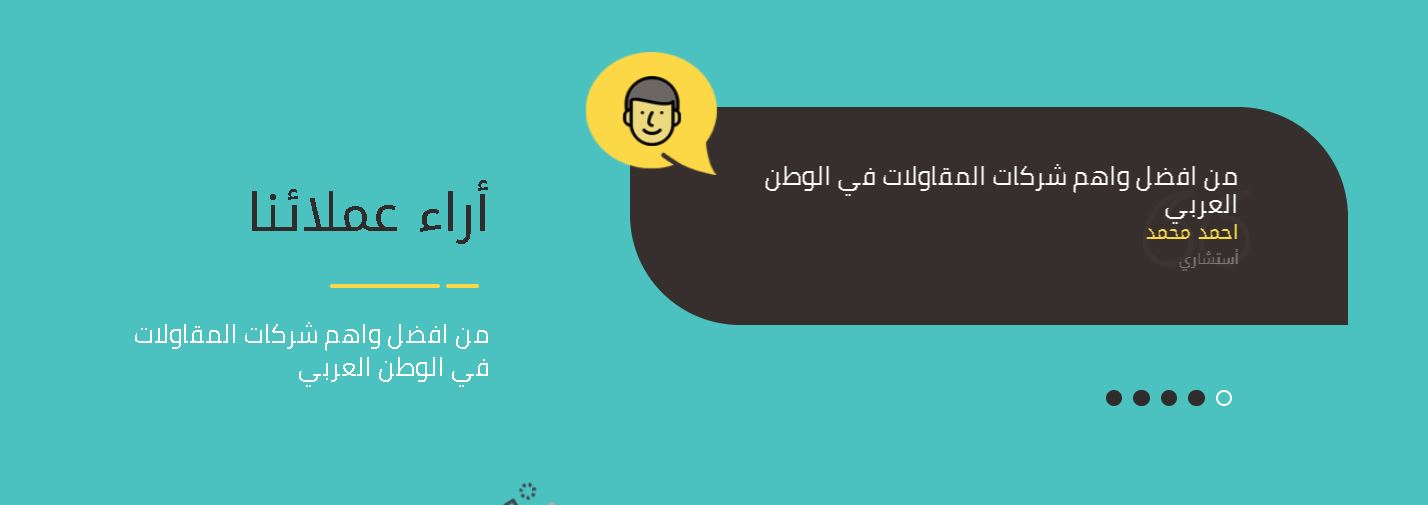 من افضل واهم شركات المقاولات في الوطن
العربي
احمد محمد
أستشاري
أراء عملائنا
من افضل واهم شركات المقاولات
في الوطن العربي